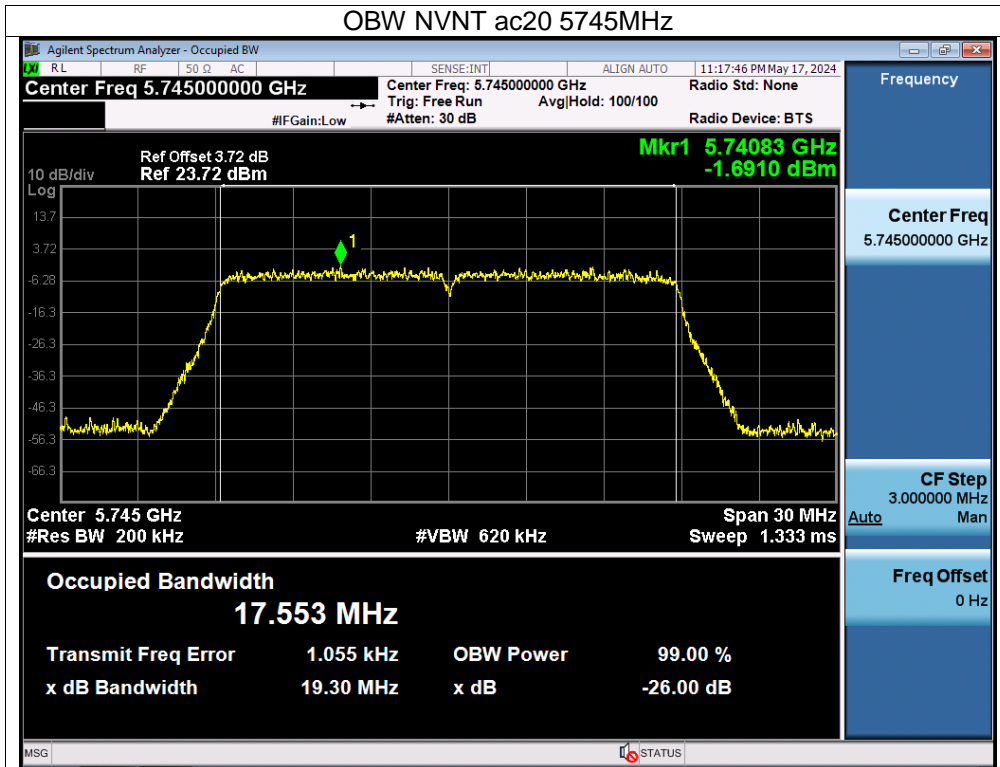 OBW NVNT ac20 5745MHz
Agilent Spectrum Analyzer - Occupied BW
LXI RL RF 50 Ω AC SENSE:INT ALIGN AUTO 11:17:46 PM May 17, 2024
Center Freq 5.745000000 GHz
Center Freq: 5.745000000 GHz
Radio Std: None
Trig: Free Run Avg|Hold: 100/100
#IFGain:Low
#Atten: 30 dB
Radio Device: BTS
Frequency
Mkr1 5.74083 GHz
-1.6910 dBm
Ref Offset 3.72 dB
10 dB/div Ref 23.72 dBm
Log
13.7
3.72
-6.28
-16.3
-26.3
-36.3
-46.3
-56.3
-66.3
1
Center 5.745 GHz
Span 30 MHz
#Res BW 200 kHz
#VBW 620 kHz
Sweep 1.333 ms
Center Freq
5.745000000 GHz
CF Step
3.000000 MHz
Auto Man
Freq Offset
0 Hz
Occupied Bandwidth
17.553 MHz
Transmit Freq Error 1.055 kHz OBW Power 99.00 %
x dB Bandwidth 19.30 MHz x dB -26.00 dB
MSG STATUS